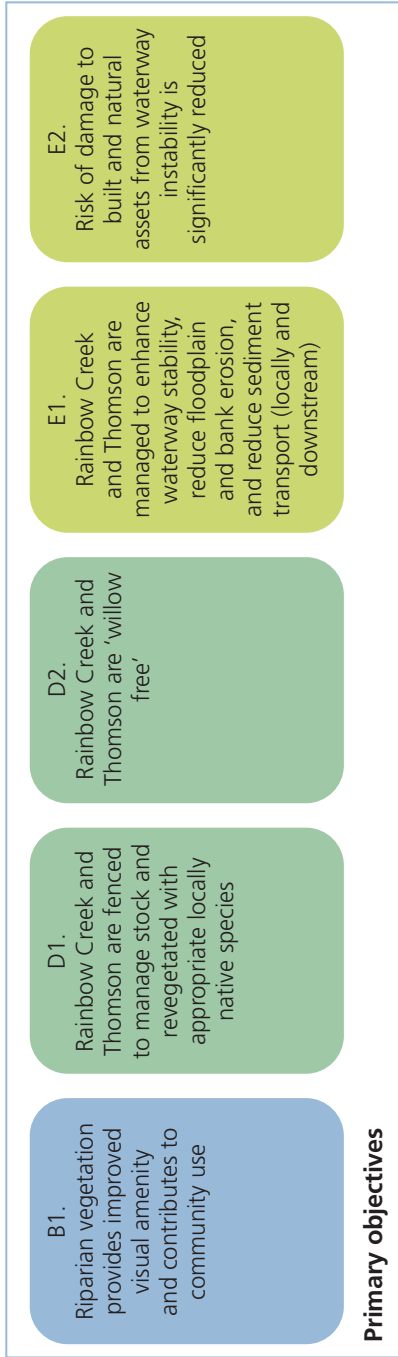 B1.
Riparian vegetation
provides improved
visual amenity
and contributes to
community use
D1.
Rainbow Creek and
Thomson are fenced
to manage stock and
revegetated with
appropriate locally
native species
D2.
Rainbow Creek and
Thomson are ‘willow
free’
E1.
Rainbow Creek
and Thomson are
managed to enhance
waterway stability,
reduce floodplain
and bank erosion,
and reduce sediment
transport (locally and
downstream)
E2.
Risk of damage to
built and natural
assets from waterway
instability is
significantly reduced
Primary objectives